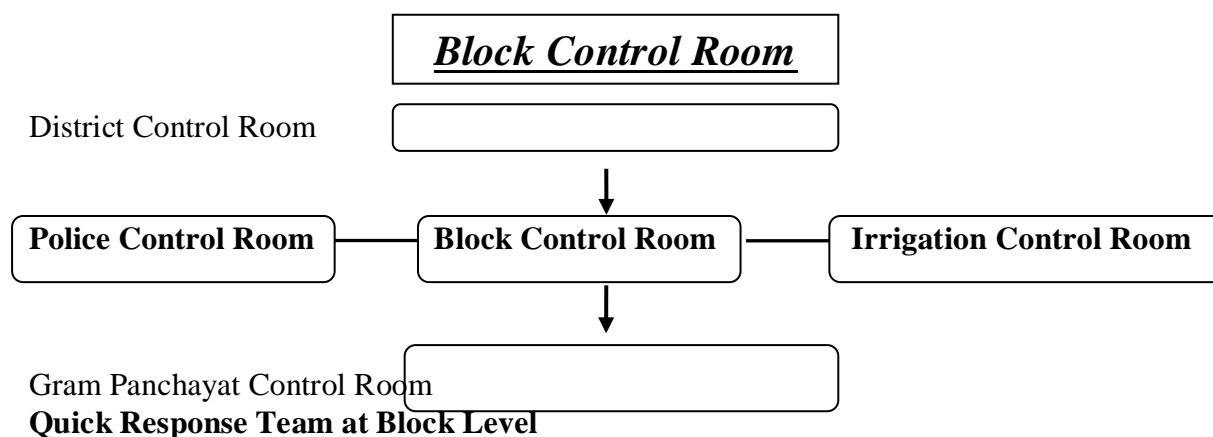 Block Control Room
District Control Room
Police Control Room
Block Control Room
Irrigation Control Room
Gram Panchayat Control Room
Quick Response Team at Block Level